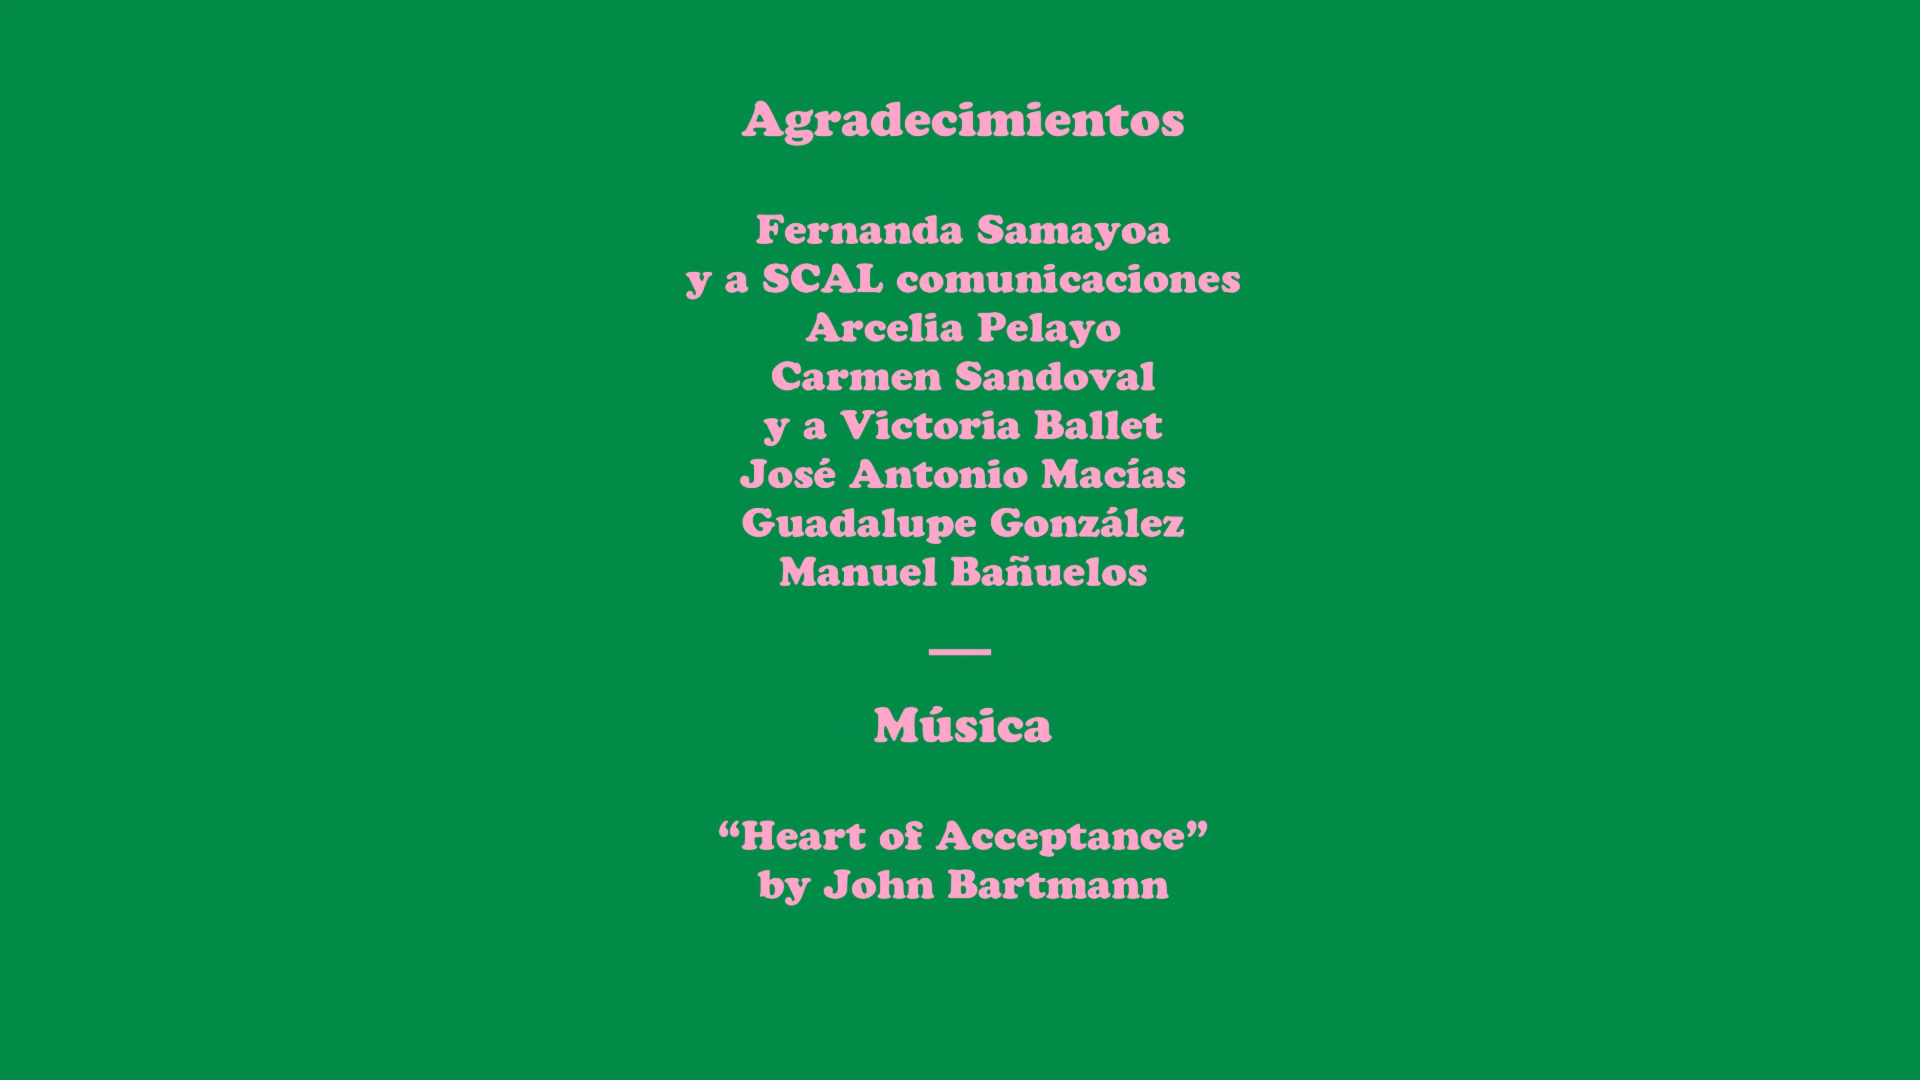 Agradecimientos
Fernanda Samayoa
y a SCAL comunicaciones
Arcelia Pelayo
Carmen Sandoval
y a Victoria Ballet
José Antonio Macías
Guadalupe González
Manuel Bañuelos
Música
“Heart of Acceptance”
by John Bartmann